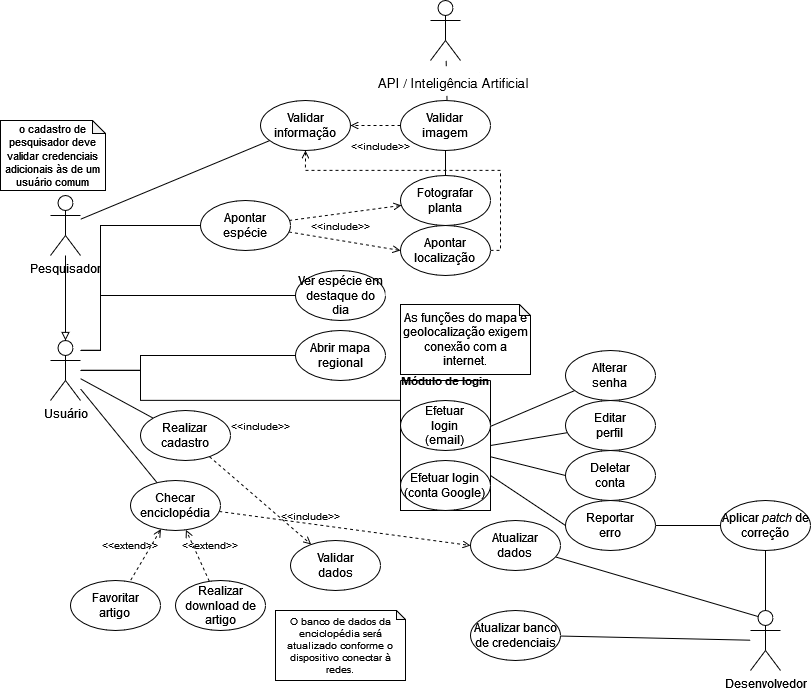 API / Inteligência Artificial
o cadastro de
pesquisador deve
validar credenciais
adicionais às de um
usuário comum
Validar
informação
Validar
imagem
<<include>>
Pesquisador
Apontar
espécie
<<include>>
Fotografar
planta
Apontar
localização
Ver espécie em
destaque do
dia
As funções do mapa e
geolocalização exigem
conexão com a
internet.
Abrir mapa
regional
Usuário
Módulo de login
Efetuar
login
(email)
Efetuar login
(conta Google)
Alterar
senha
Editar
perfil
Deletar
conta
Reportar
erro
Aplicar patch de
correção
Realizar
cadastro
<<include>>
Checar
enciclopédia
<<include>>
<<extend>>
<<extend>>
Validar
dados
Atualizar
dados
Favoritar
artigo
Realizar
download de
artigo
O banco de dados da
enciclopédia será
atualizado conforme o
dispositivo conectar à
redes.
Atualizar banco
de credenciais
Desenvolvedor